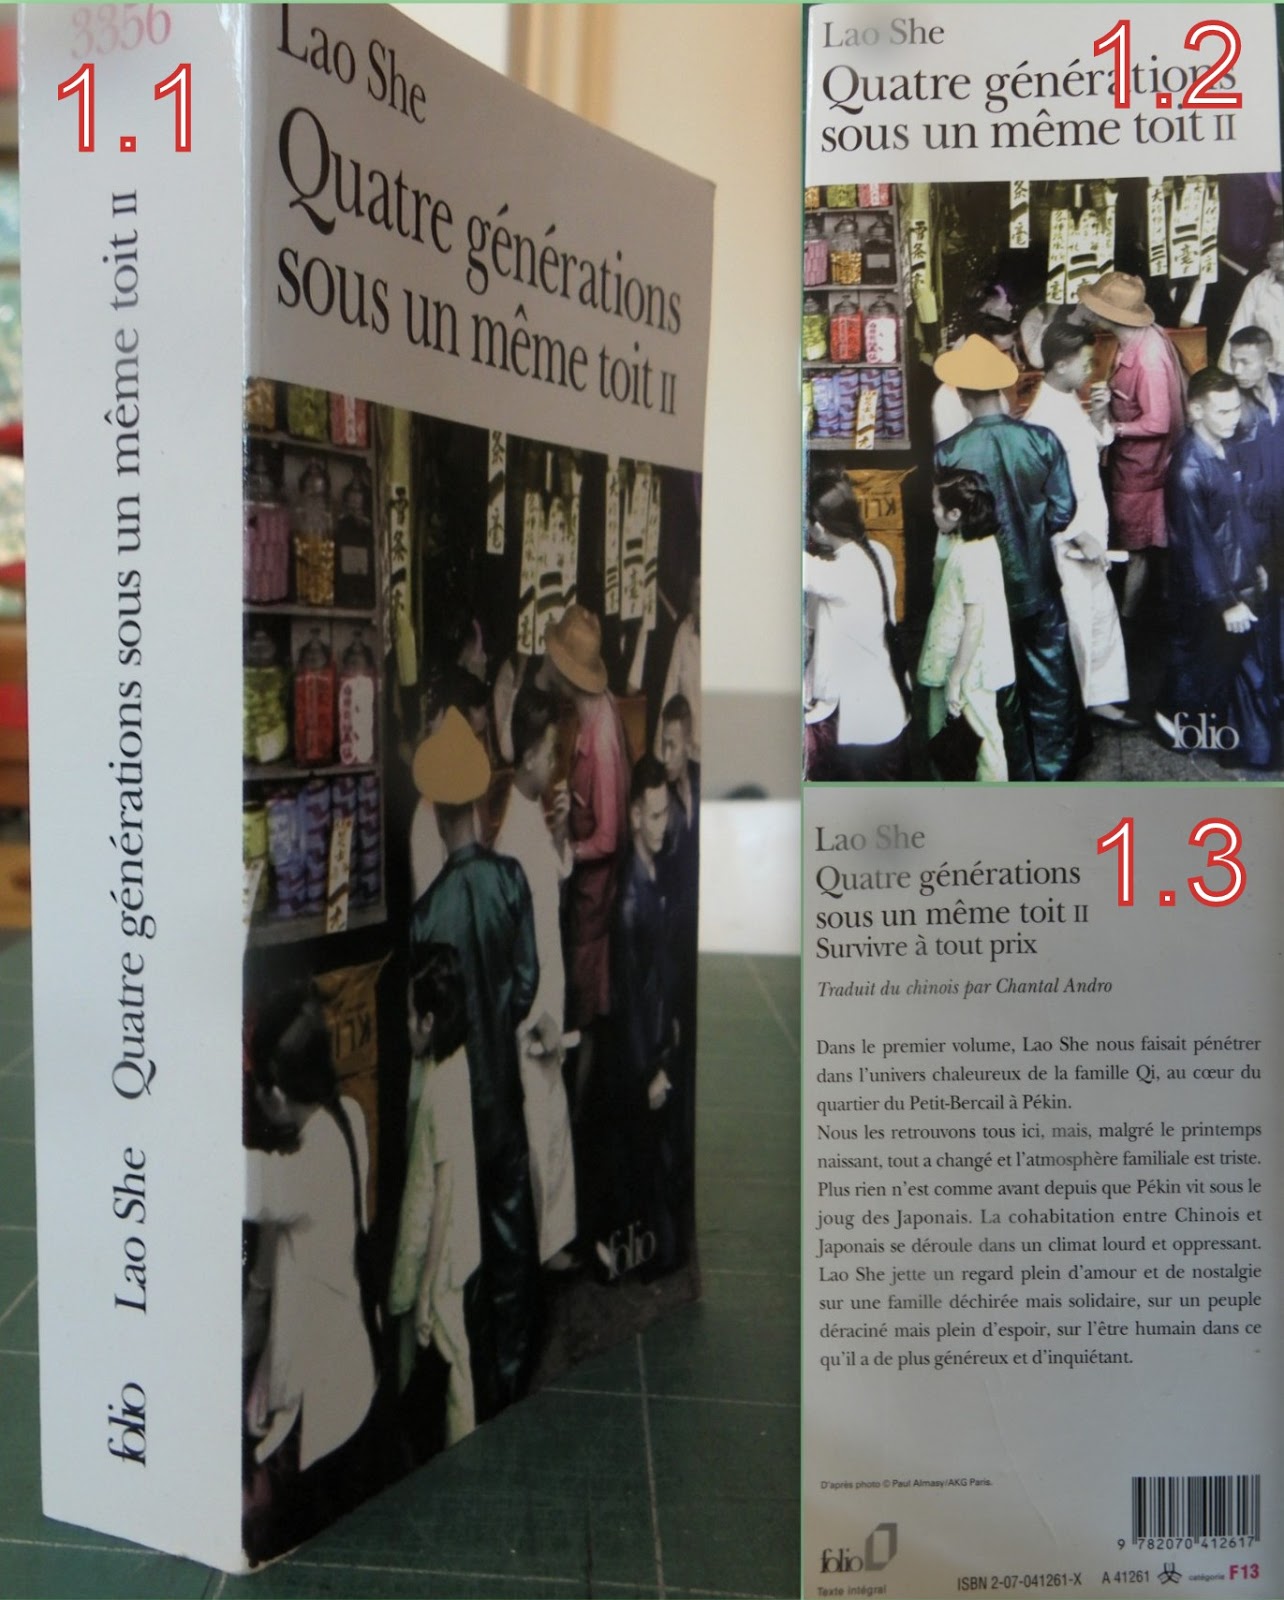 3356
1.1
folio Lao She Quatre générations sous un même toit II
Lao She
Quatre générations
sous un même toit II
folio
1.2
Lao She
Quatre générations
sous un même toit II
folio
1.3
Lao She
Quatre générations
sous un même toit II
Survivre à tout prix
Traduit du chinois par Chantal Andro
Dans le premier volume, Lao She nous faisait pénétrer
dans l'univers chaleureux de la famille Qi, au cœur du
quartier du Petit-Bercail à Pékin.
Nous les retrouvons tous ici, mais, malgré le printemps
naissant, tout a changé et l'atmosphère familiale est triste.
Plus rien n'est comme avant depuis que Pékin vit sous le
joug des Japonais. La cohabitation entre Chinois et
Japonais se déroule dans un climat lourd et oppressant.
Lao She jette un regard plein d'amour et de nostalgie
sur une famille déchirée mais solidaire, sur un peuple
déraciné mais plein d'espoir, sur l'être humain dans ce
qu'il a de plus généreux et d'inquiétant.
D'après photo © Paul Almasy/AKG Paris.
9 782070 412617
folio
Texte intégral
ISBN 2-07-041261-X A 41261 catégorie F13